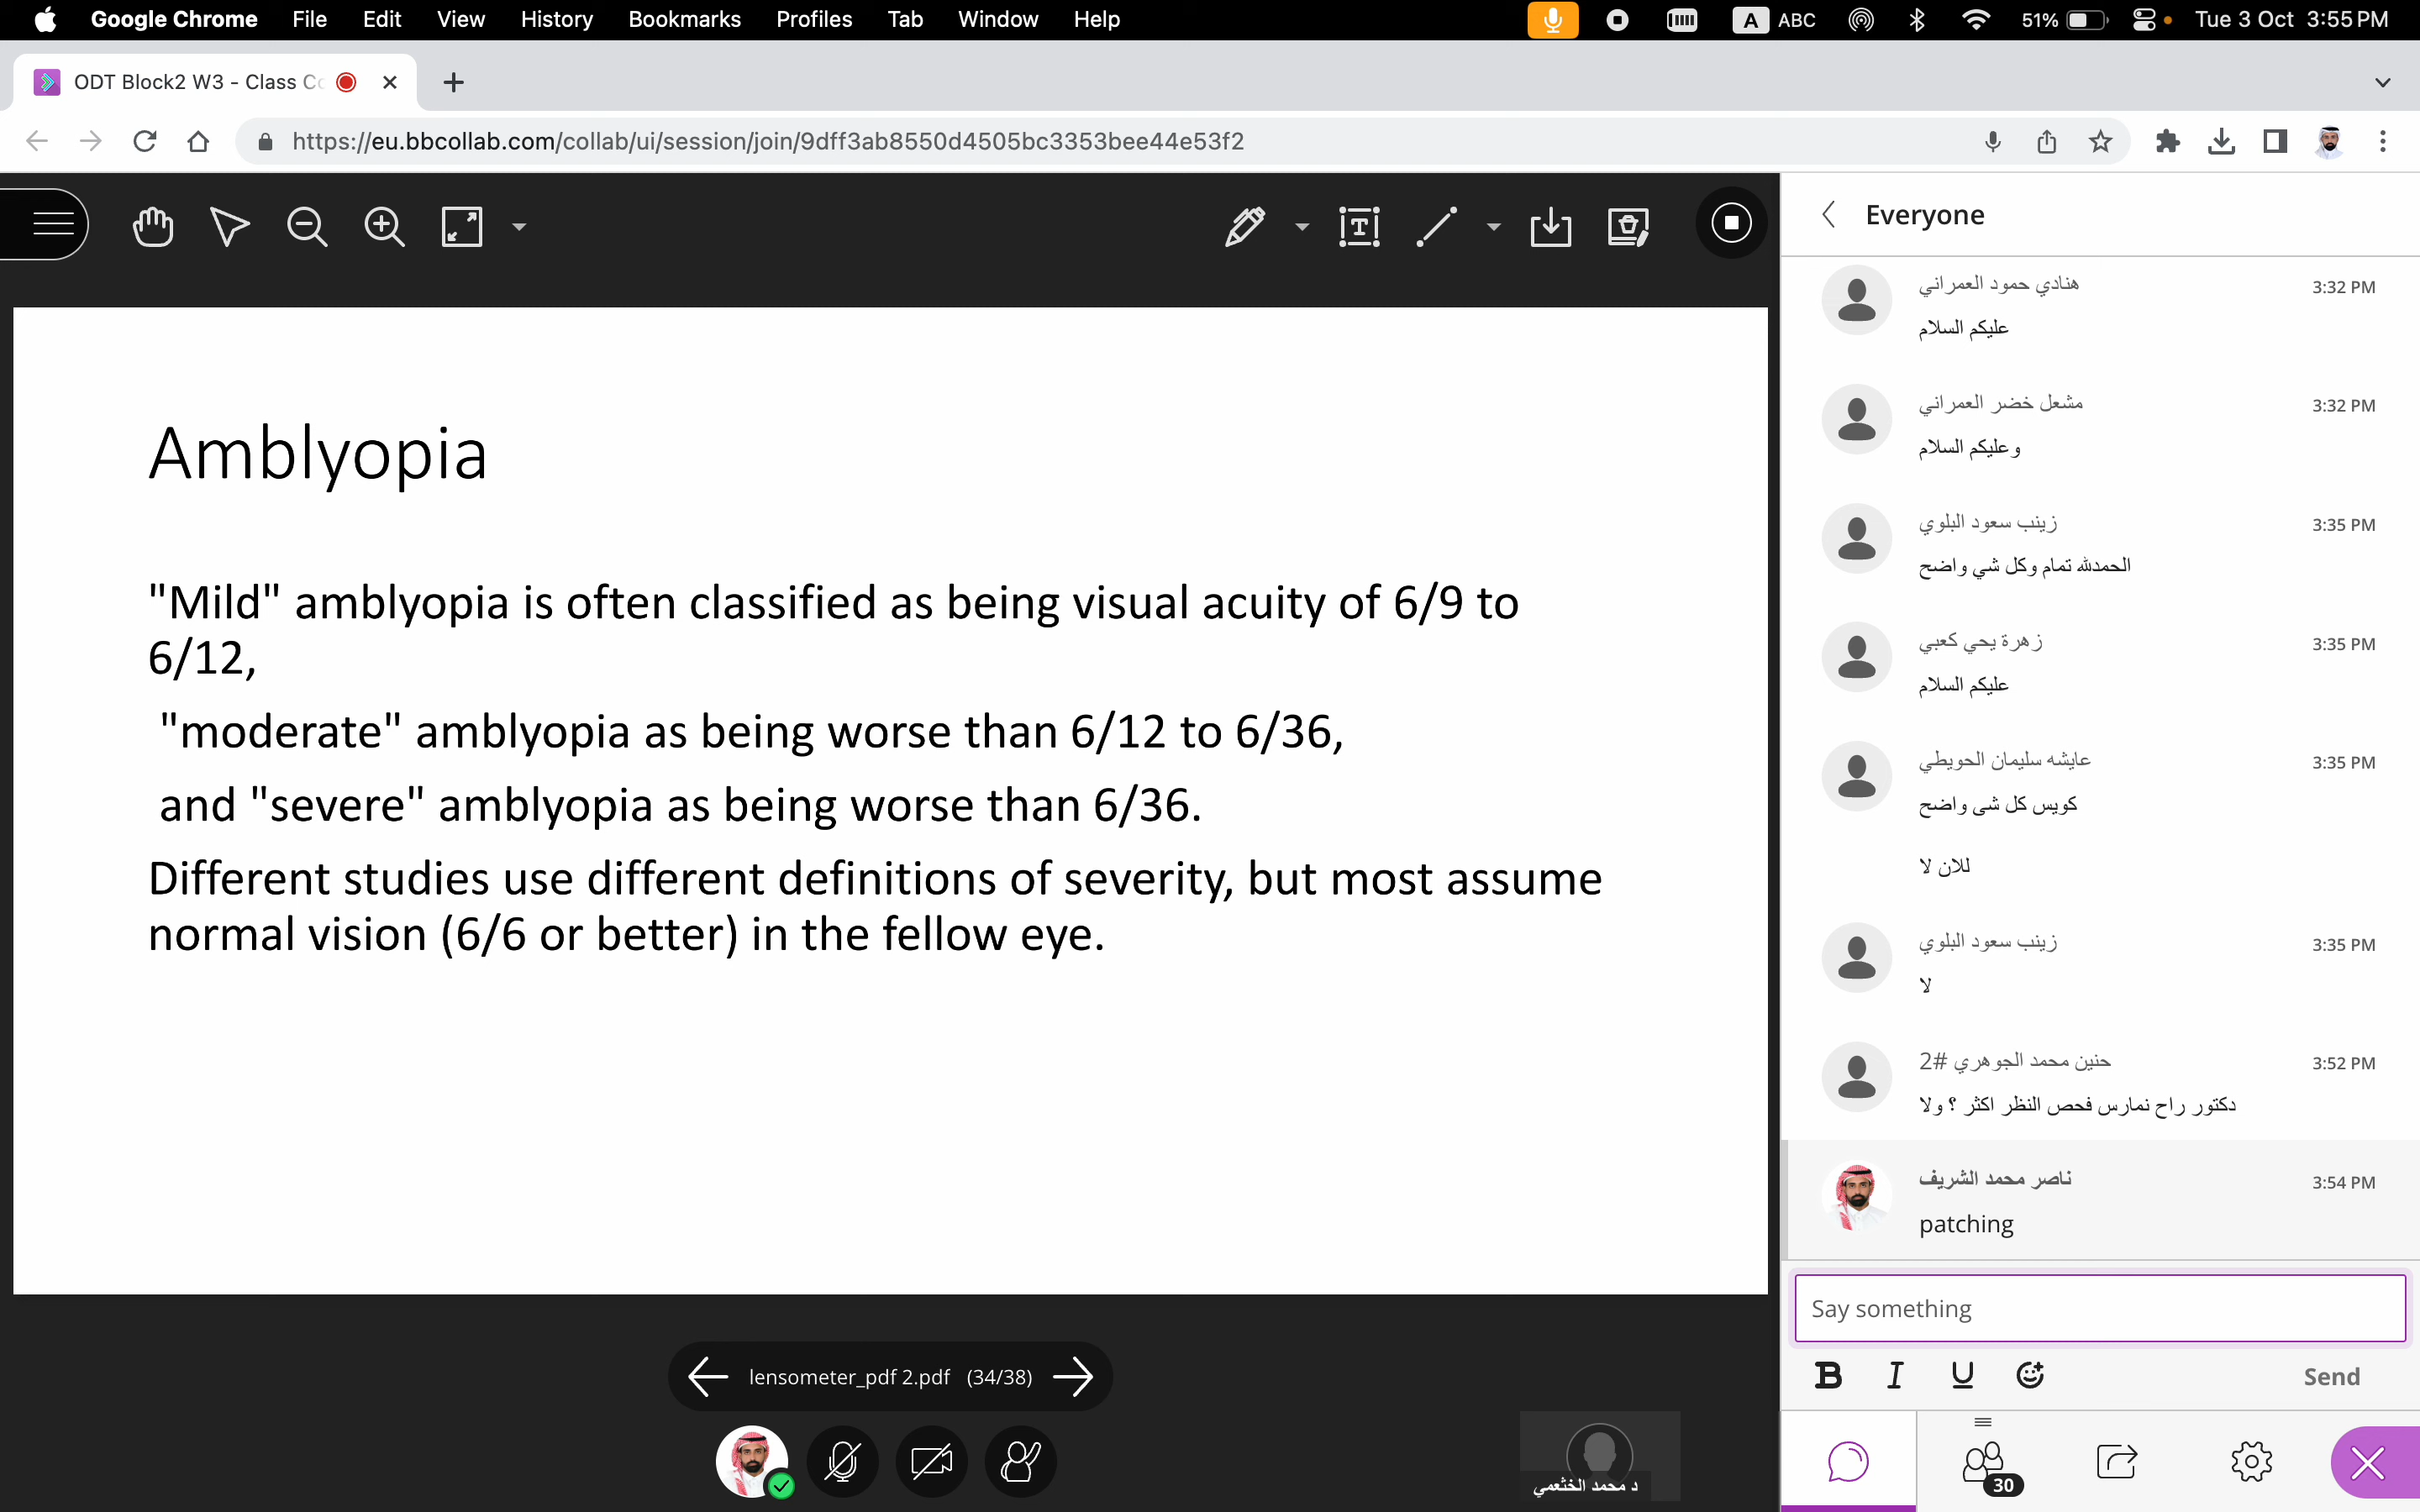 Google Chrome File Edit View History Bookmarks Profiles Tab Window Help A ABC 51% Tue 3 Oct 3:55 PM
ODT Block2 W3 - Class Co
https://eu.bbcollab.com/collab/ui/session/join/9dff3ab8550d4505bc3353bee44e53f2
Amblyopia
"Mild" amblyopia is often classified as being visual acuity of 6/9 to
6/12,
"moderate" amblyopia as being worse than 6/12 to 6/36,
and "severe" amblyopia as being worse than 6/36.
Different studies use different definitions of severity, but most assume
normal vision (6/6 or better) in the fellow eye.
lensometer_pdf 2.pdf (34/38)
د محمد الخثعمي
Everyone
هنادي حمود العمراني 3:32 PM
عليكم السلام
مشعل خضر العمراني 3:32 PM
وعليكم السلام
زينب سعود البلوي 3:35 PM
الحمدلله تمام وكل شي واضح
زهرة يحي كعبي 3:35 PM
عليكم السلام
عايشه سليمان الحويطي 3:35 PM
كويس كل شى واضح
للان لا
زينب سعود البلوي 3:35 PM
لا
حنين محمد الجوهري #2 3:52 PM
دكتور راح نمارس فحص النظر اكثر ؟ ولا
ناصر محمد الشريف 3:54 PM
patching
Say something
B I U Send
30